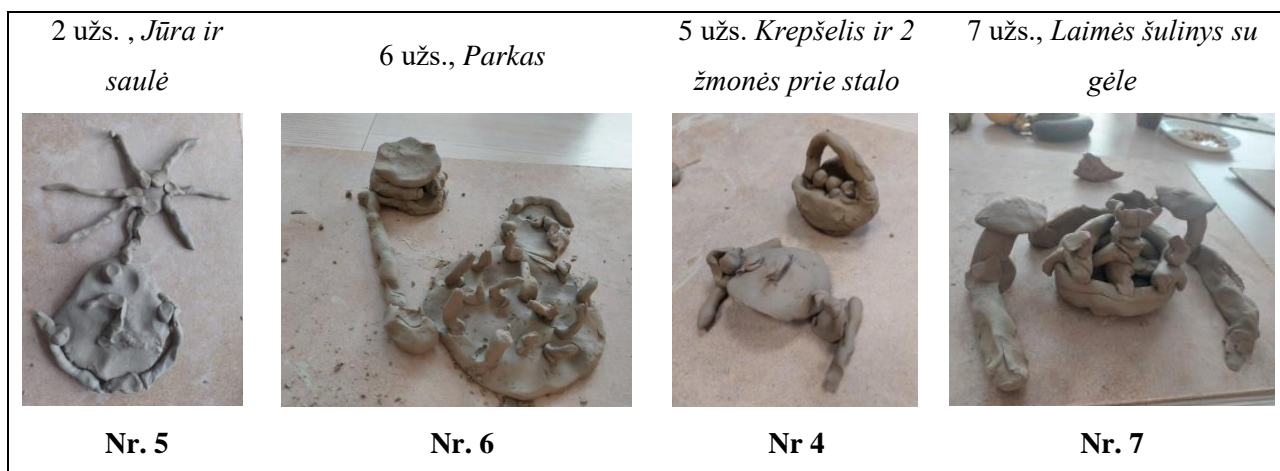 2 užs. , Jūra ir
saulė
6 užs., Parkas
5 užs. Krepšelis ir 2
žmonės prie stalo
7 užs., Laimės šulinys su
gėle
Nr. 5
Nr. 6
Nr 4
Nr. 7